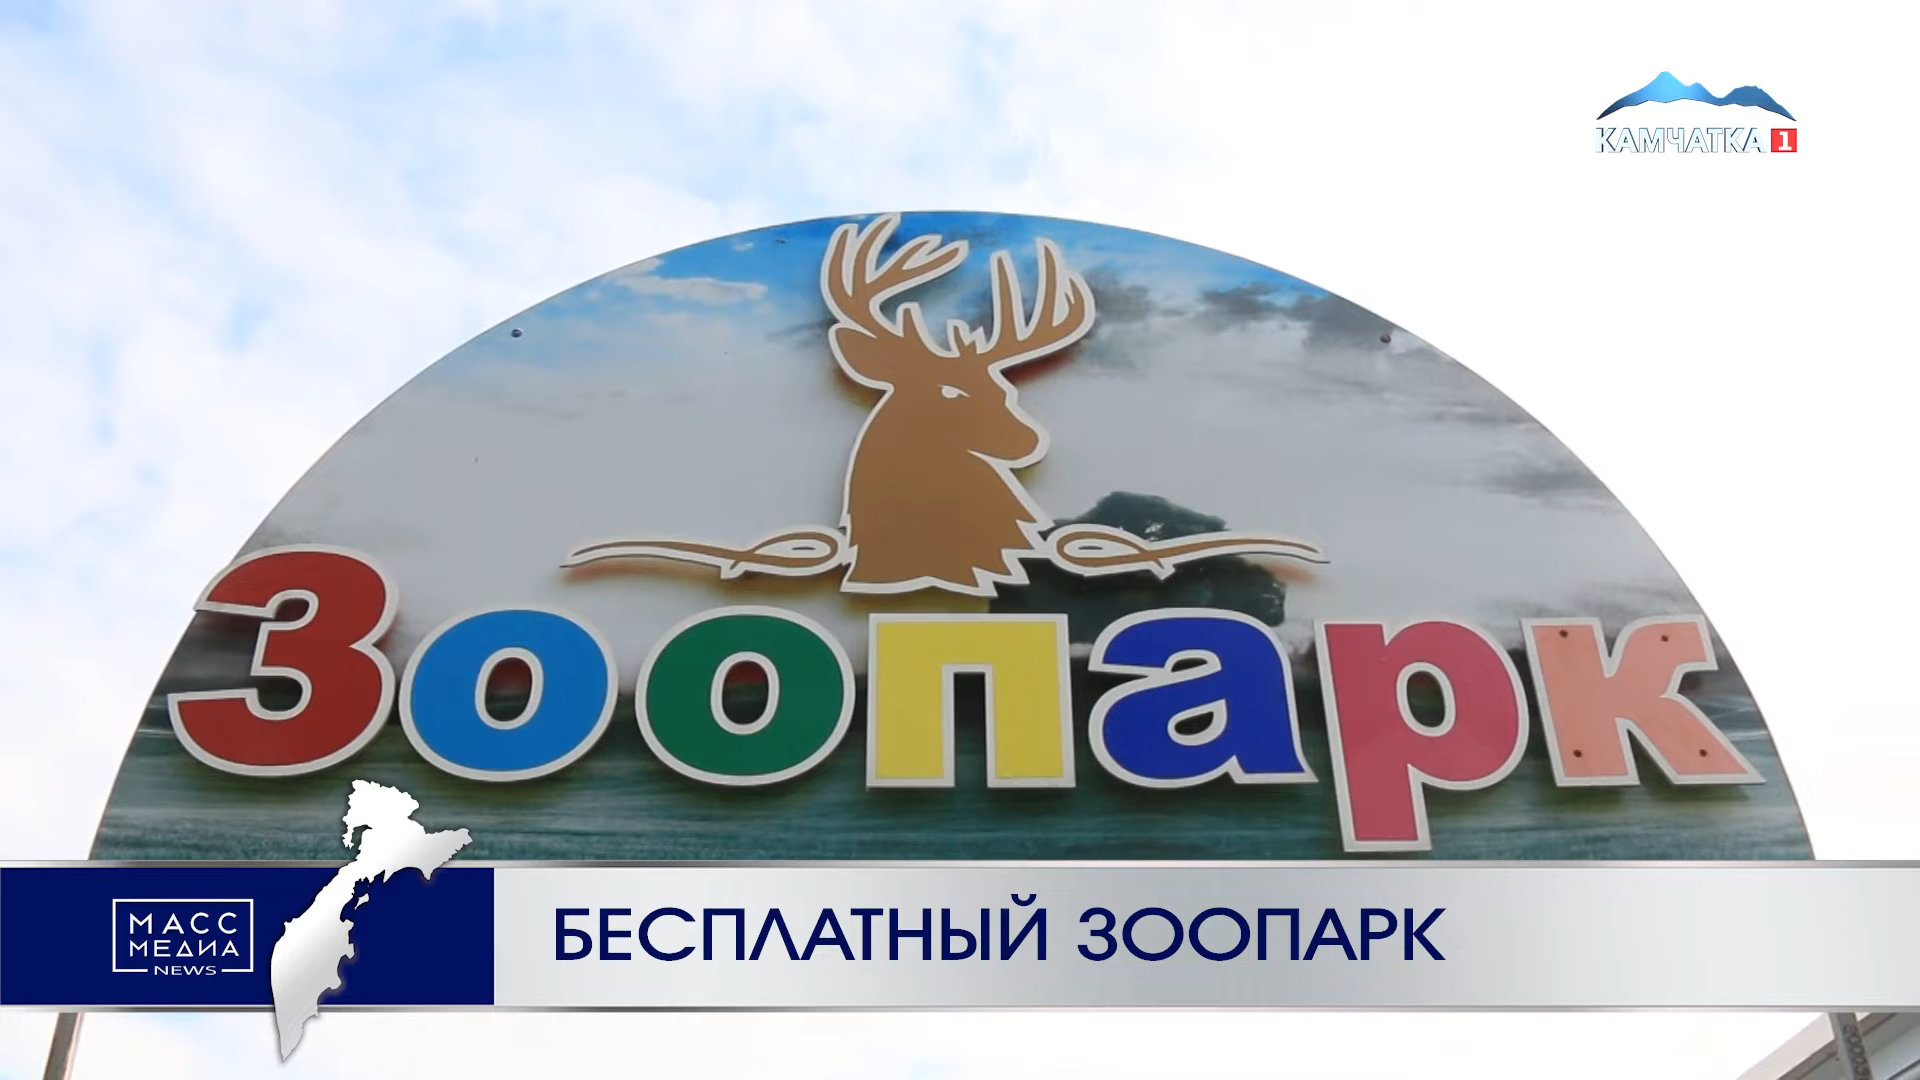 КАМЧАТКА 1
Зоопарк
МАСС
МЕДИА
NEWS
БЕСПЛАТНЫЙ ЗООПАРК